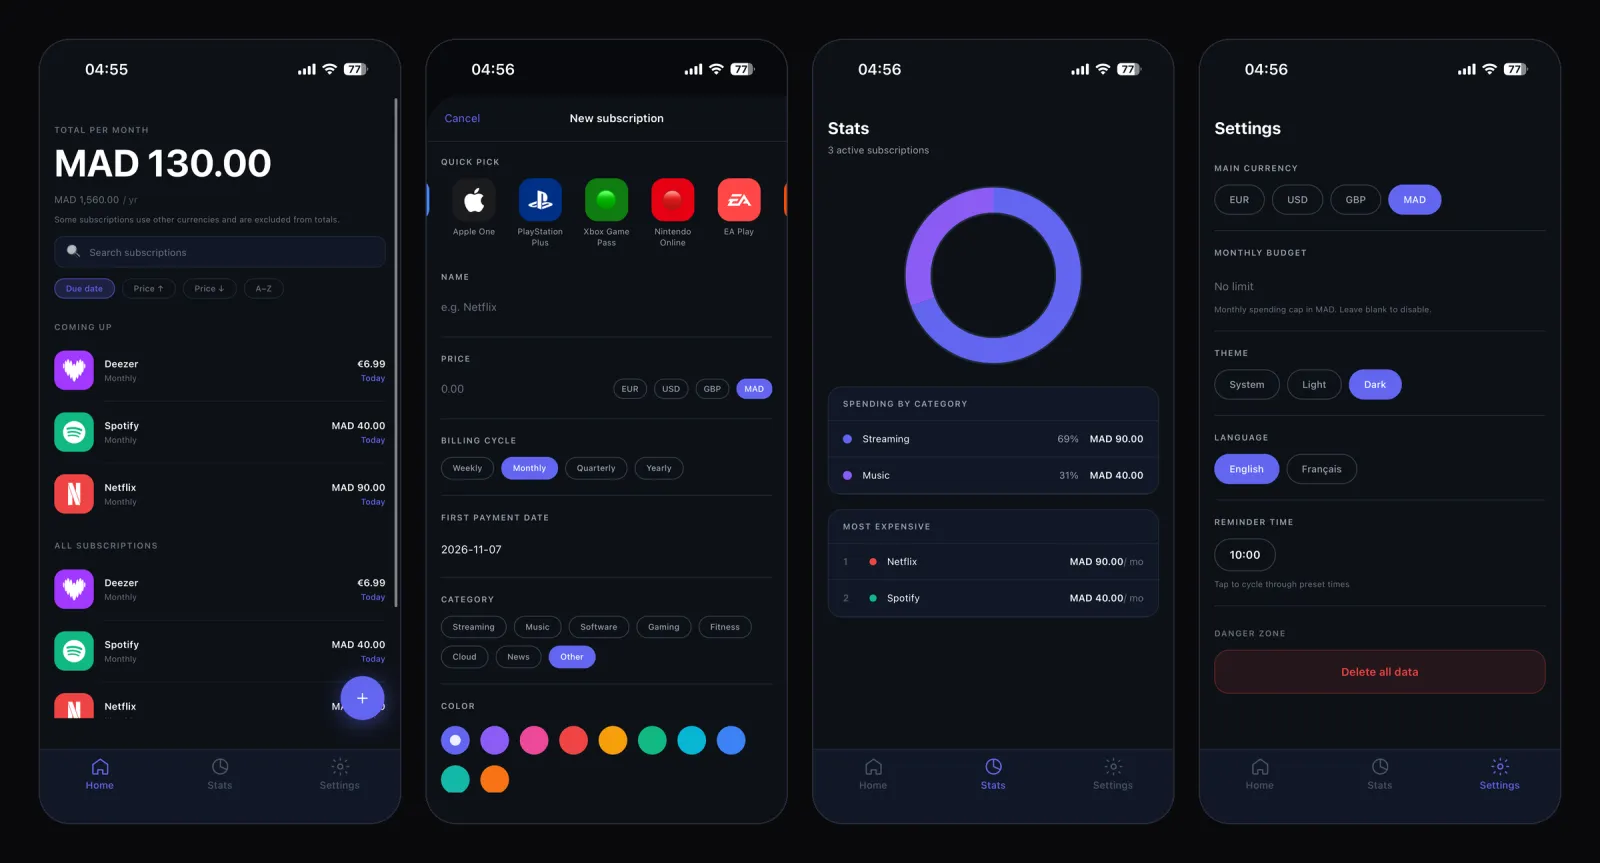 04:55
77
TOTAL PER MONTH
MAD 130.00
MAD 1,560.00 / yr
Some subscriptions use other currencies and are excluded from totals.
Search subscriptions
Due date Price ↑ Price ↓ A–Z
COMING UP
Deezer €6.99
Monthly Today
Spotify MAD 40.00
Monthly Today
Netflix MAD 90.00
Monthly Today
ALL SUBSCRIPTIONS
Deezer €6.99
Monthly Today
Spotify MAD 40.00
Monthly Today
Netflix
+
Home Stats Settings
04:56
77
Cancel New subscription
QUICK PICK
EA
Apple One PlayStation Plus Xbox Game Pass Nintendo Online EA Play
NAME
e.g. Netflix
PRICE
0.00 EUR USD GBP MAD
BILLING CYCLE
Weekly Monthly Quarterly Yearly
FIRST PAYMENT DATE
2026-11-07
CATEGORY
Streaming Music Software Gaming Fitness
Cloud News Other
COLOR
04:56
77
Stats
3 active subscriptions
SPENDING BY CATEGORY
Streaming 69% MAD 90.00
Music 31% MAD 40.00
MOST EXPENSIVE
1 Netflix MAD 90.00/ mo
2 Spotify MAD 40.00/ mo
Home Stats Settings
04:56
77
Settings
MAIN CURRENCY
EUR USD GBP MAD
MONTHLY BUDGET
No limit
Monthly spending cap in MAD. Leave blank to disable.
THEME
System Light Dark
LANGUAGE
English Français
REMINDER TIME
10:00
Tap to cycle through preset times
DANGER ZONE
Delete all data
Home Stats Settings